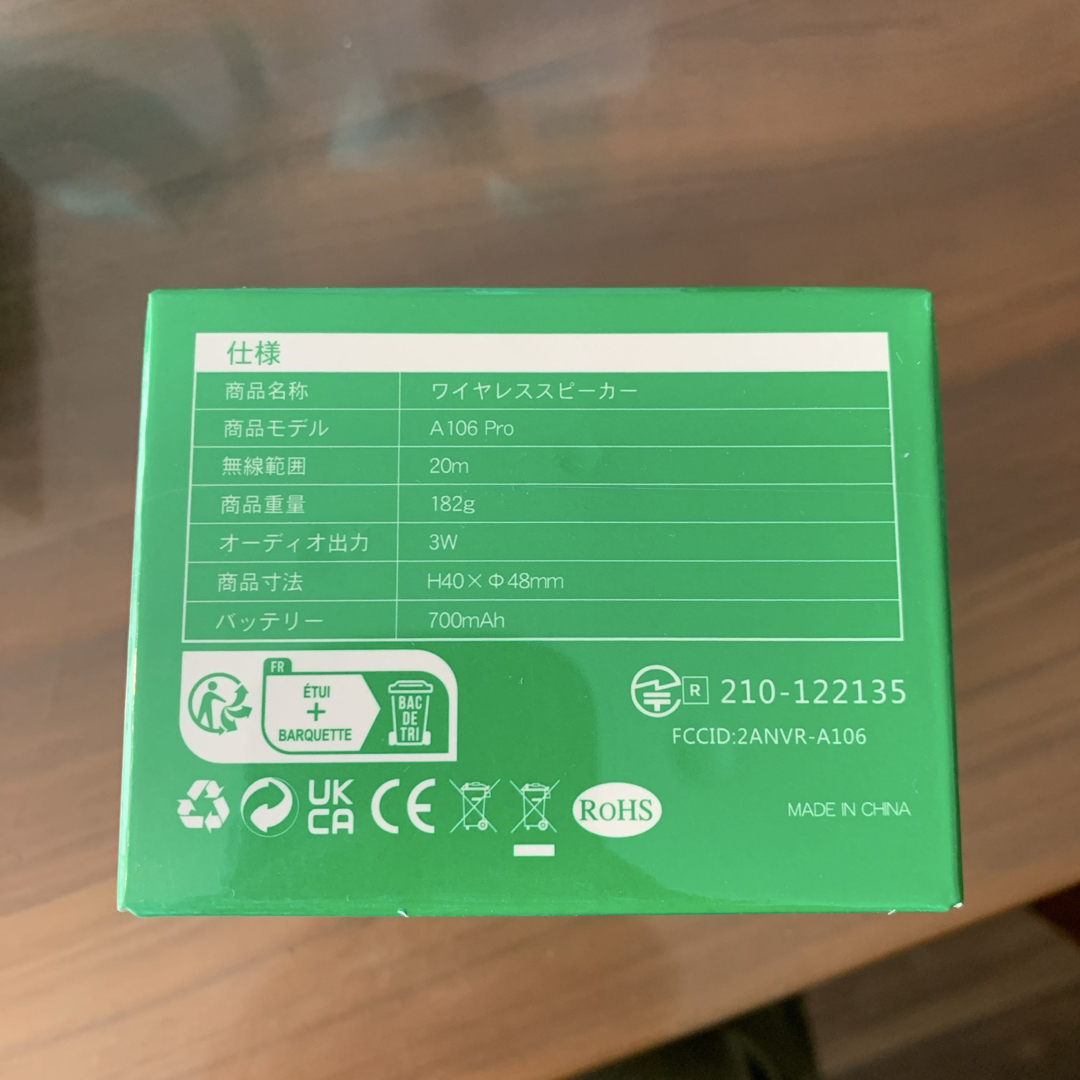 仕様
商品名称 ワイヤレススピーカー
商品モデル A106 Pro
無線範囲 20m
商品重量 182g
オーディオ出力 3W
商品寸法 H40×Φ48mm
バッテリー 700mAh
FR
ÉTUI
+
BARQUETTE
BAC
DE
TRI
R 210-122135
FCCID:2ANVR-A106
UK
CA
CE
RoHS
MADE IN CHINA